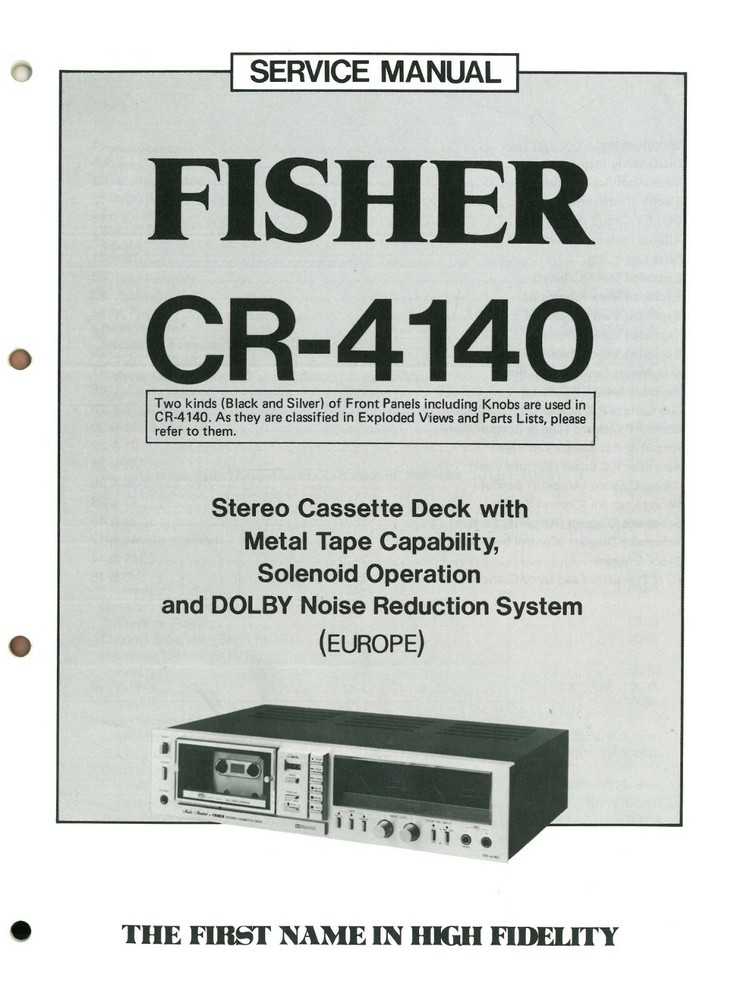 SERVICE MANUAL
FISHER
CR-4140
Two kinds (Black and Silver) of Front Panels including Knobs are used in
CR-4140. As they are classified in Exploded Views and Parts Lists, please
refer to them.
Stereo Cassette Deck with
Metal Tape Capability,
Solenoid Operation
and DOLBY Noise Reduction System
(EUROPE)
THE FIRST NAME IN HIGH FIDELITY